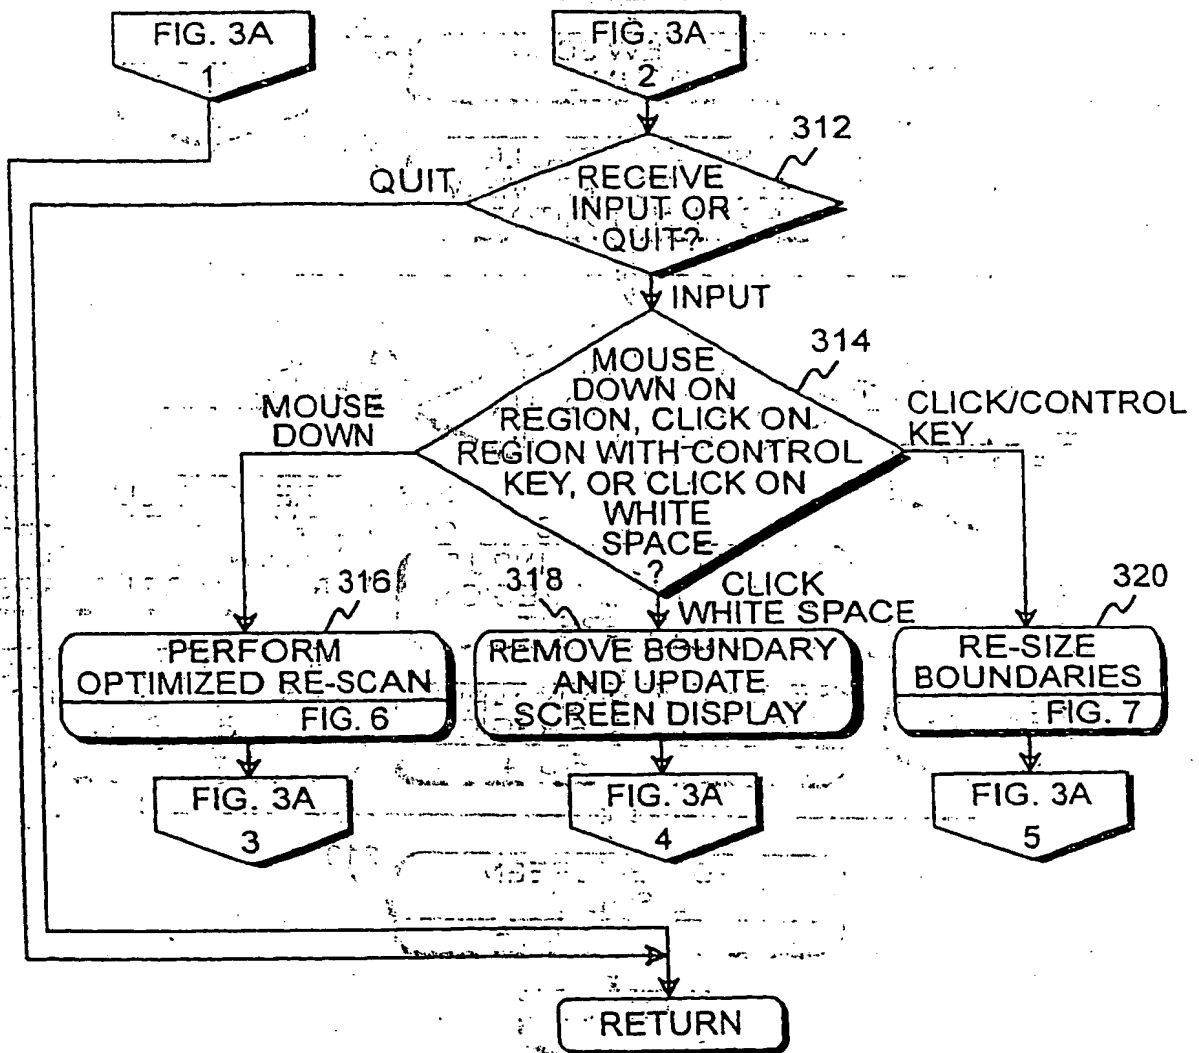 FIG. 3A
1
FIG. 3A
2
312
QUIT
RECEIVE
INPUT OR
QUIT?
INPUT
314
MOUSE
DOWN ON
REGION, CLICK ON
REGION WITH CONTROL
KEY, OR CLICK ON
WHITE
SPACE
?
MOUSE
DOWN
CLICK/CONTROL
KEY
CLICK
WHITE SPACE
316
PERFORM
OPTIMIZED RE-SCAN
FIG. 6
318
REMOVE BOUNDARY
AND UPDATE
SCREEN DISPLAY
320
RE-SIZE
BOUNDARIES
FIG. 7
FIG. 3A
3
FIG. 3A
4
FIG. 3A
5
RETURN